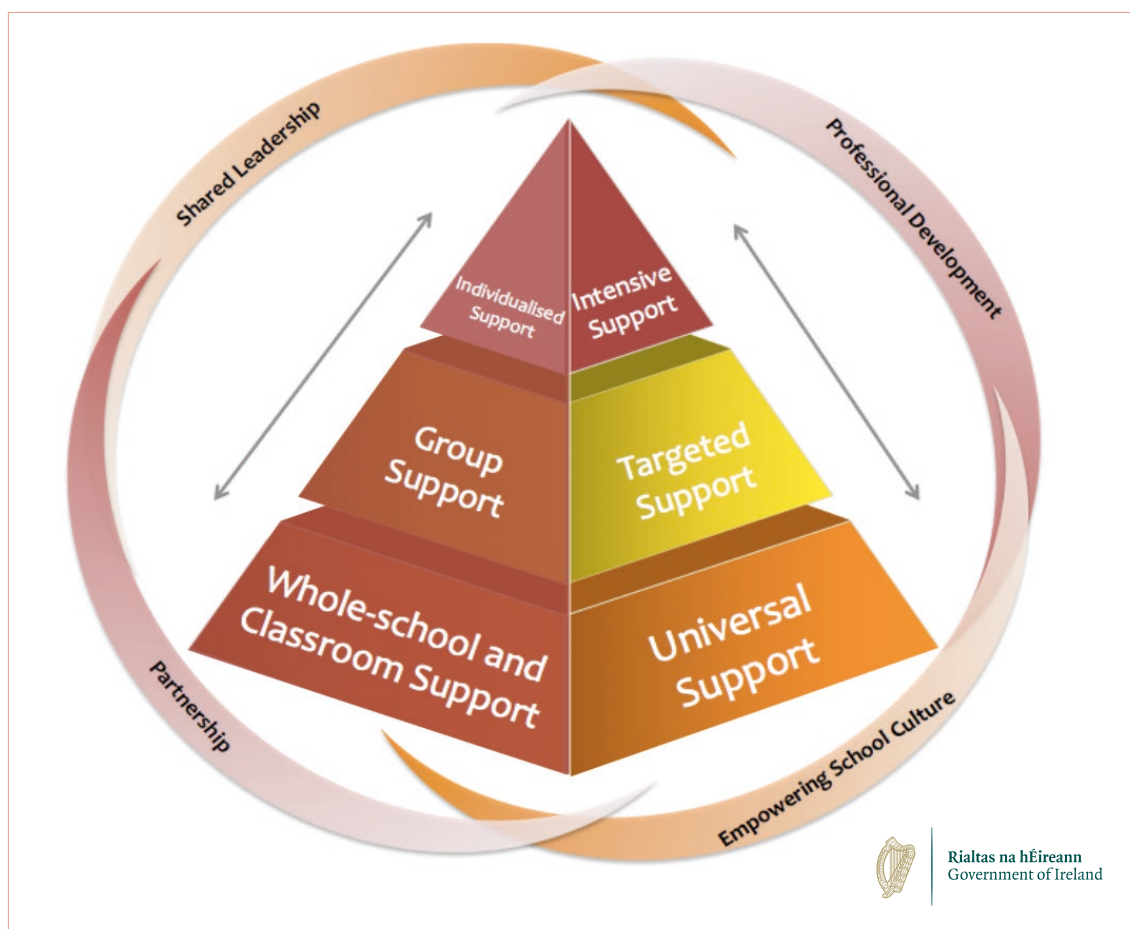 Shared Leadership
Professional Development
Individualised
Support
Intensive
Support
Group
Support
Targeted
Support
Whole-school and
Classroom Support
Universal
Support
Partnership
Empowering School Culture
Rialtas na hÉireann
Government of Ireland